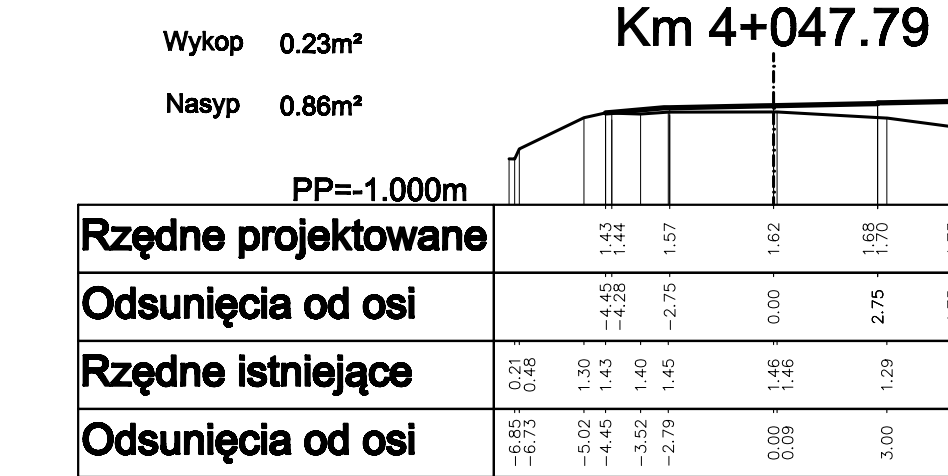 Km 4+047.79
Wykop 0.23m²
Nasyp 0.86m²
PP=-1.000m
Rzędne projektowane 1.43 1.44 1.57 1.62 1.68 1.70
Odsunięcia od osi -4.45 -4.28 -2.75 0.00 2.75
Rzędne istniejące 0.21 0.48 1.30 1.43 1.40 1.45 1.46 1.46 1.29
Odsunięcia od osi -6.85 -6.73 -5.02 -4.45 -3.52 -2.79 0.00 0.09 3.00